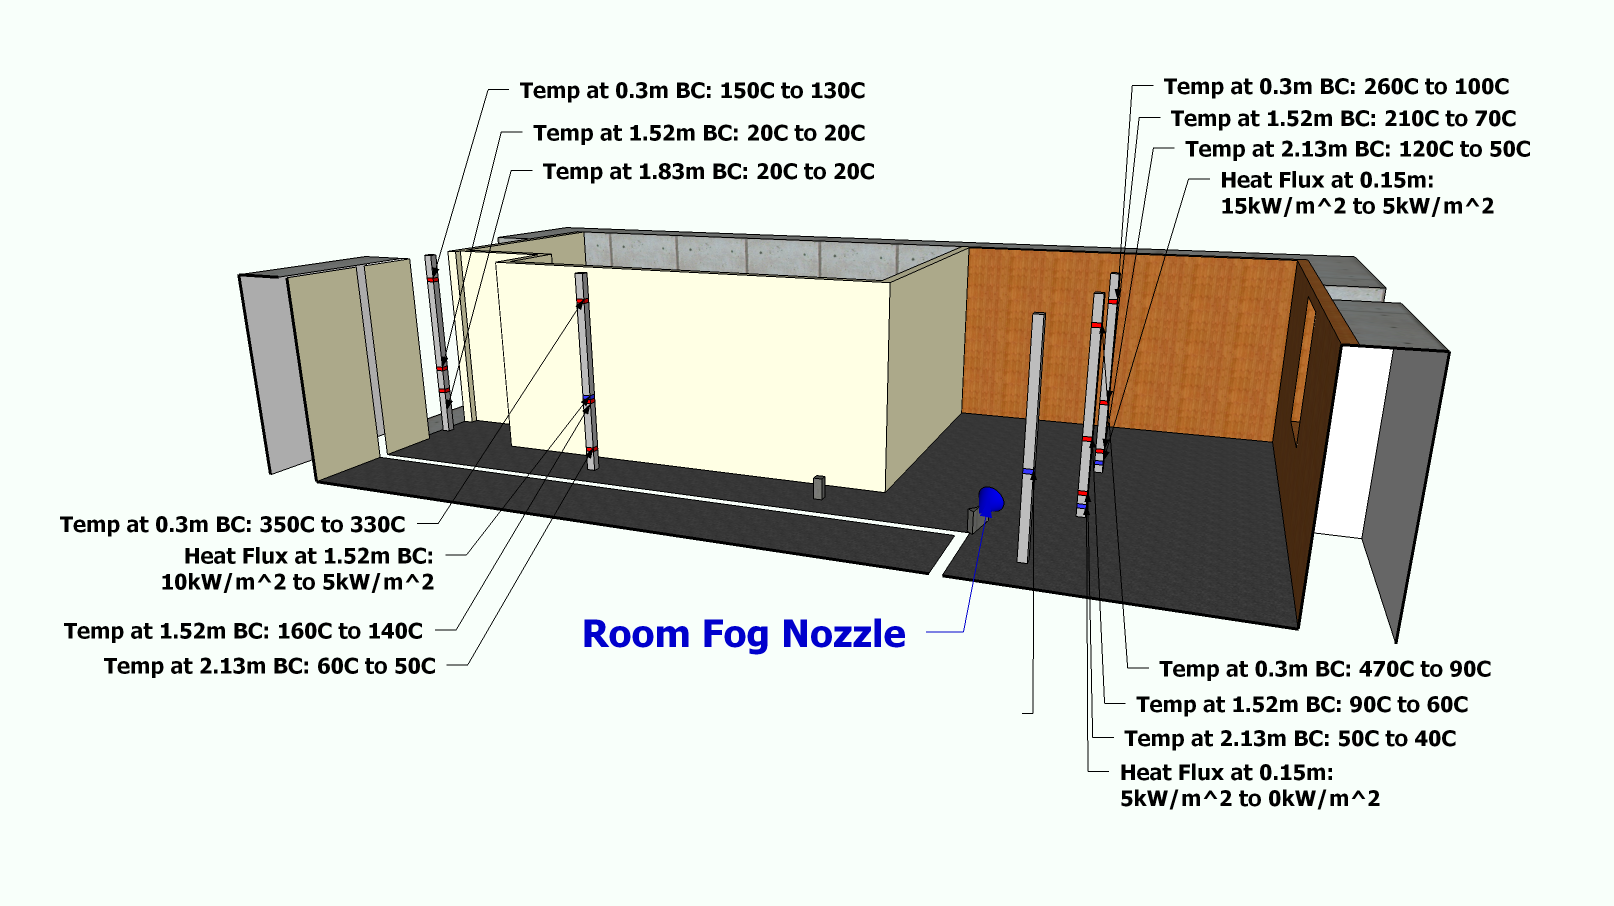 Temp at 0.3m BC: 150C to 130C
Temp at 1.52m BC: 20C to 20C
Temp at 1.83m BC: 20C to 20C
Temp at 0.3m BC: 260C to 100C
Temp at 1.52m BC: 210C to 70C
Temp at 2.13m BC: 120C to 50C
Heat Flux at 0.15m:
15kW/m^2 to 5kW/m^2
Temp at 0.3m BC: 350C to 330C
Heat Flux at 1.52m BC:
10kW/m^2 to 5kW/m^2
Temp at 1.52m BC: 160C to 140C
Temp at 2.13m BC: 60C to 50C
Room Fog Nozzle
Temp at 0.3m BC: 470C to 90C
Temp at 1.52m BC: 90C to 60C
Temp at 2.13m BC: 50C to 40C
Heat Flux at 0.15m:
5kW/m^2 to 0kW/m^2